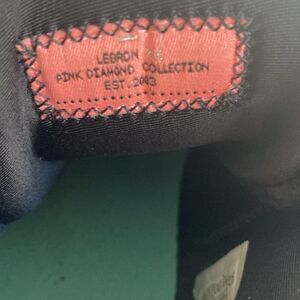 LEBRON
PINK DIAMOND COLLECTION
EST. 2003